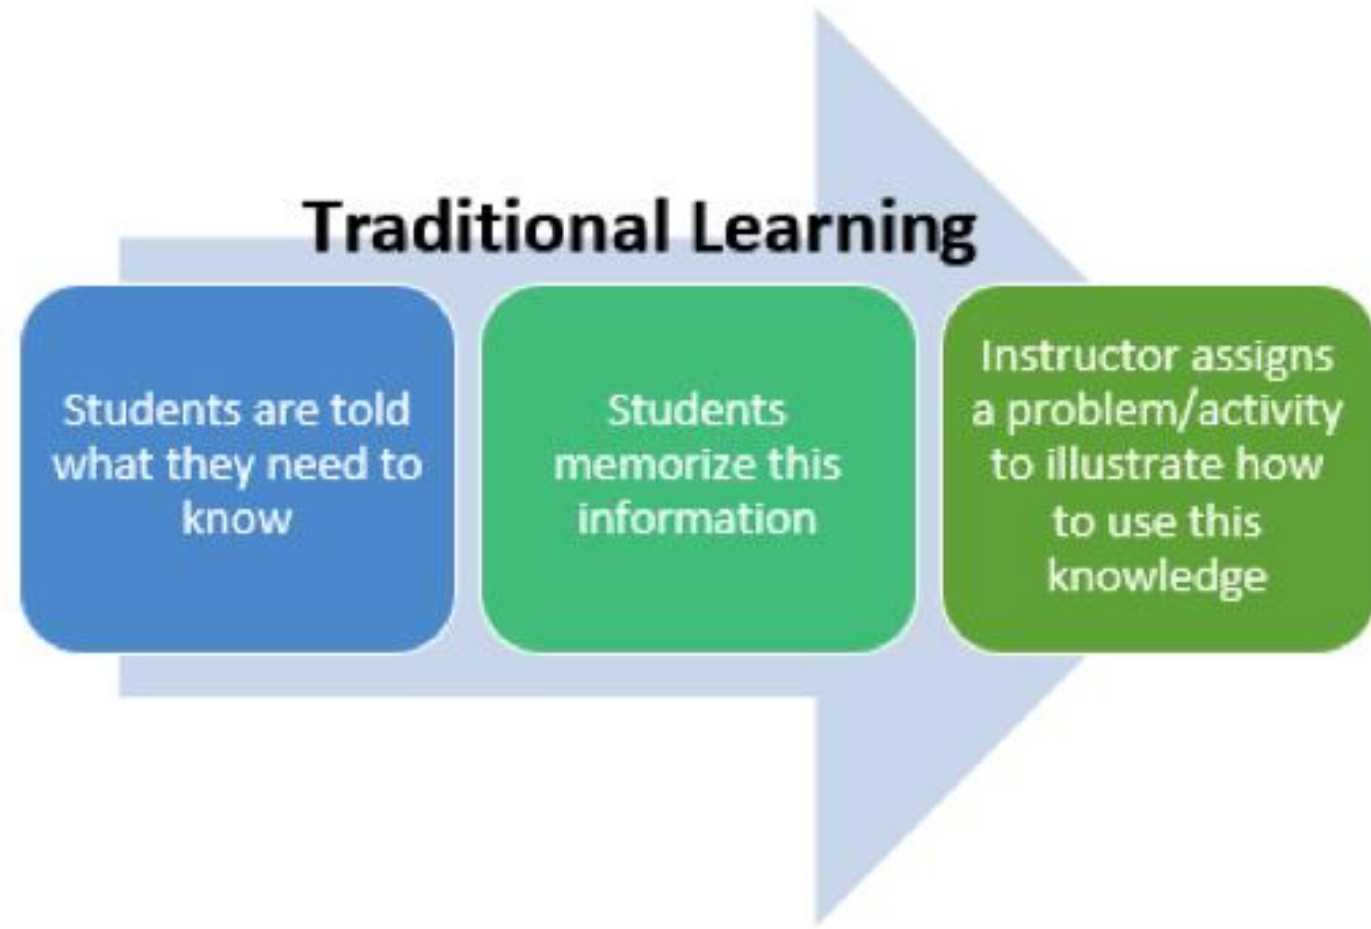 Traditional Learning
Students are told
what they need to
know
Students
memorize this
information
Instructor assigns
a problem/activity
to illustrate how
to use this
knowledge